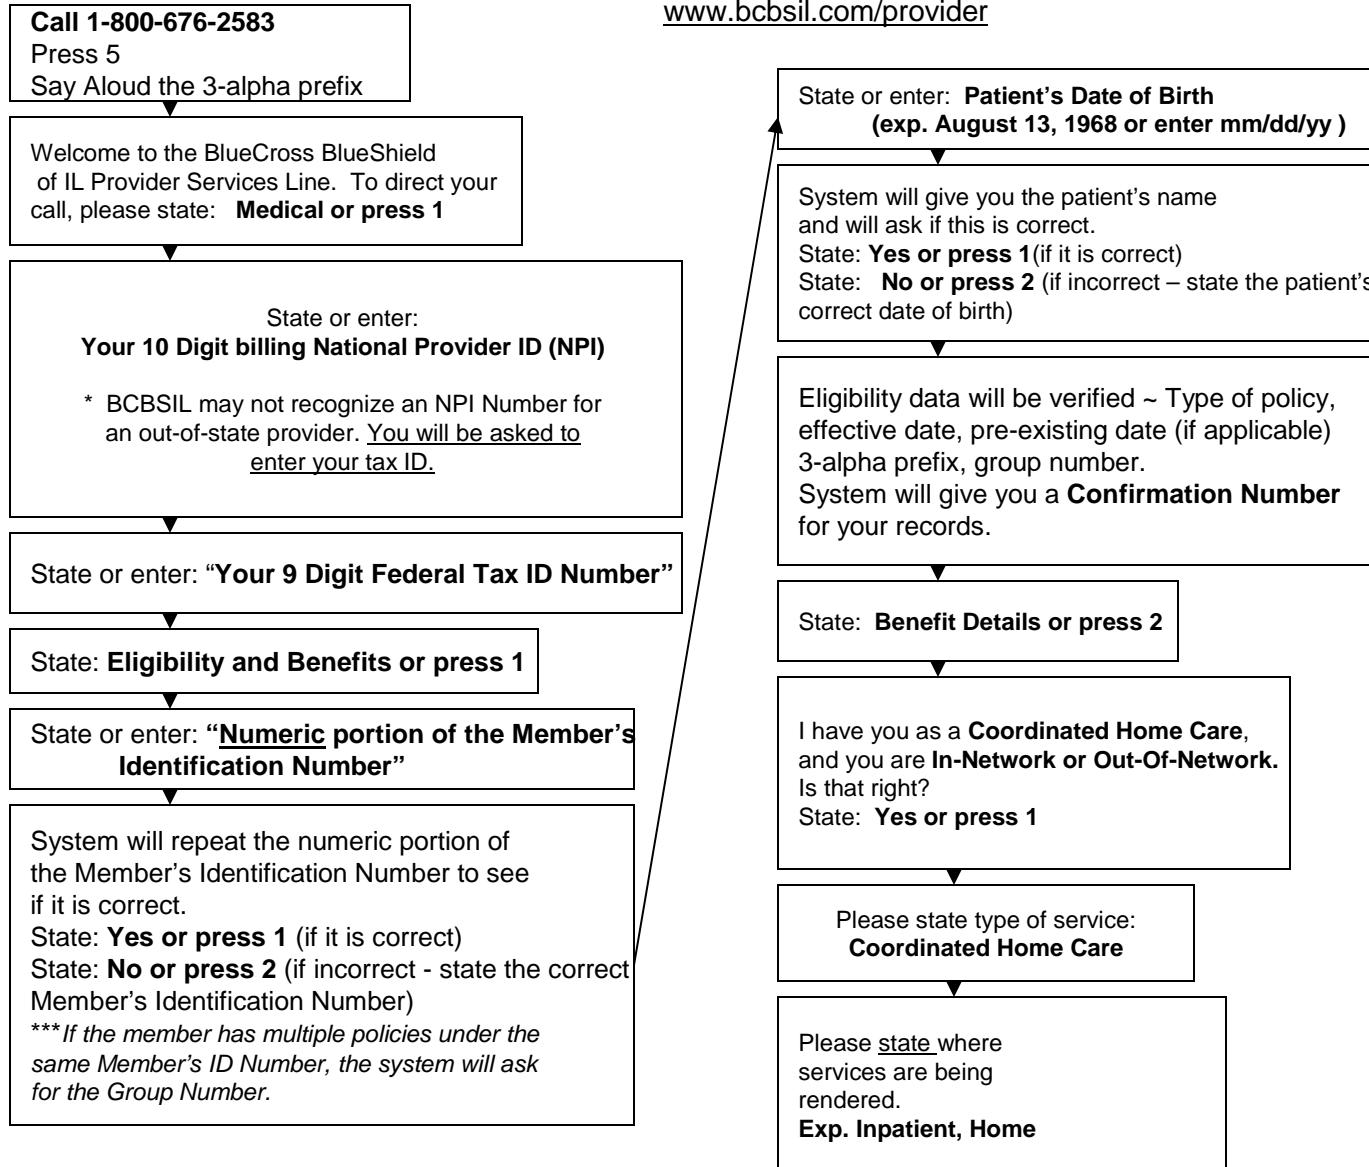 www.bcbsil.com/provider
Call 1-800-676-2583
Press 5
Say Aloud the 3-alpha prefix
Welcome to the BlueCross BlueShield
of IL Provider Services Line. To direct your
call, please state: Medical or press 1
State or enter:
Your 10 Digit billing National Provider ID (NPI)
* BCBSIL may not recognize an NPI Number for
an out-of-state provider. You will be asked to
enter your tax ID.
State or enter: “Your 9 Digit Federal Tax ID Number”
State: Eligibility and Benefits or press 1
State or enter: “Numeric portion of the Member’s
Identification Number”
System will repeat the numeric portion of
the Member’s Identification Number to see
if it is correct.
State: Yes or press 1 (if it is correct)
State: No or press 2 (if incorrect - state the correct
Member’s Identification Number)
***If the member has multiple policies under the
same Member’s ID Number, the system will ask
for the Group Number.
State or enter: Patient’s Date of Birth
(exp. August 13, 1968 or enter mm/dd/yy )
System will give you the patient’s name
and will ask if this is correct.
State: Yes or press 1(if it is correct)
State: No or press 2 (if incorrect – state the patient’s
correct date of birth)
Eligibility data will be verified ~ Type of policy,
effective date, pre-existing date (if applicable)
3-alpha prefix, group number.
System will give you a Confirmation Number
for your records.
State: Benefit Details or press 2
I have you as a Coordinated Home Care,
and you are In-Network or Out-Of-Network.
Is that right?
State: Yes or press 1
Please state type of service:
Coordinated Home Care
Please state where
services are being
rendered.
Exp. Inpatient, Home